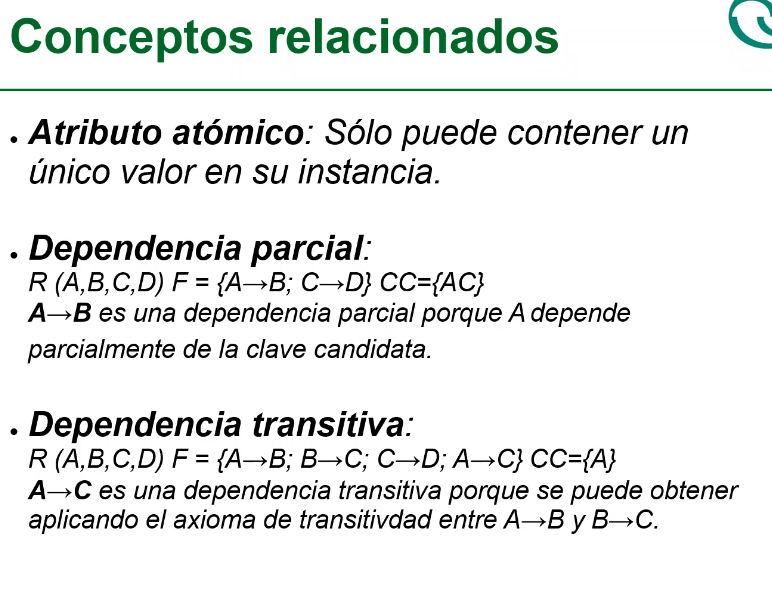 Conceptos relacionados
● Atributo atómico: Sólo puede contener un
único valor en su instancia.
● Dependencia parcial:
R (A,B,C,D) F = {A→B; C→D} CC={AC}
A→B es una dependencia parcial porque A depende
parcialmente de la clave candidata.
● Dependencia transitiva:
R (A,B,C,D) F = {A→B; B→C; C→D; A→C} CC={A}
A→C es una dependencia transitiva porque se puede obtener
aplicando el axioma de transitivdad entre A→B y B→C.